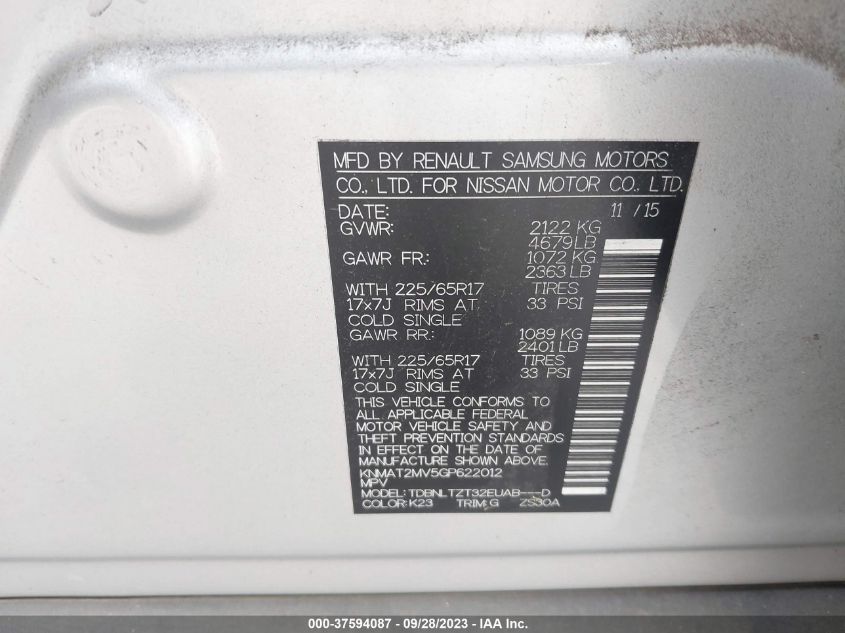 MFD BY RENAULT SAMSUNG MOTORS
CO., LTD. FOR NISSAN MOTOR CO., LTD.
DATE: 11 / 15
GVWR: 2122 KG
4679 LB
GAWR FR.: 1072 KG
2363 LB
WITH 225/65R17 TIRES
17x7J RIMS AT 33 PSI
COLD SINGLE
GAWR RR.: 1089 KG
2401 LB
WITH 225/65R17 TIRES
17x7J RIMS AT 33 PSI
COLD SINGLE
THIS VEHICLE CONFORMS TO
ALL APPLICABLE FEDERAL
MOTOR VEHICLE SAFETY AND
THEFT PREVENTION STANDARDS
IN EFFECT ON THE DATE OF
MANUFACTURE SHOWN ABOVE.
KNMAT2MV5GP622012
MPV
MODEL: TDBNLTZT32EUAB---D
COLOR: K23 TRIM: G ZS30A
000-37594087 - 09/28/2023 - IAA Inc.